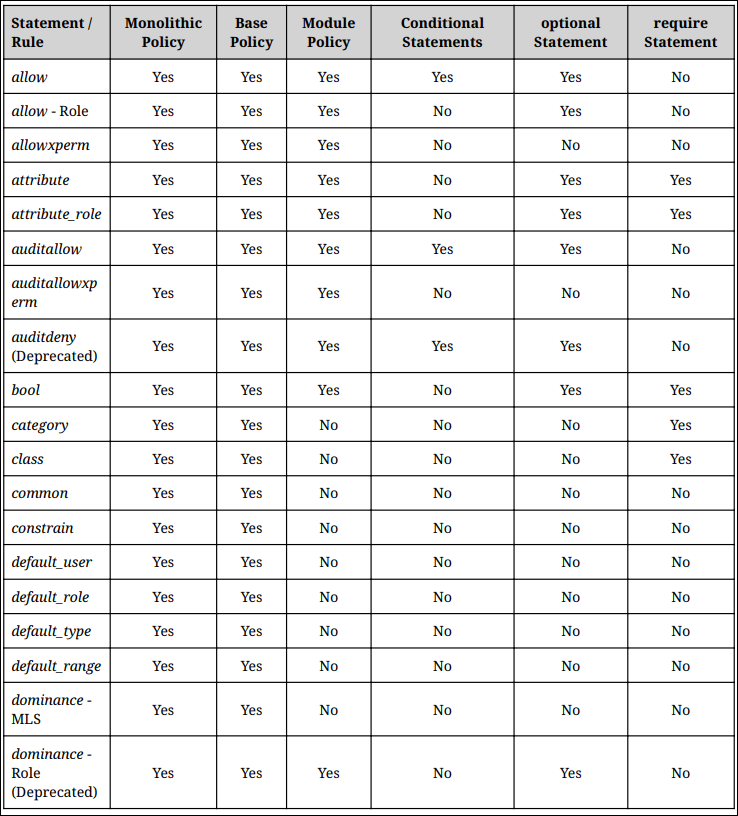 Statement / Rule Monolithic Policy Base Policy Module Policy Conditional Statements optional Statement require Statement
allow Yes Yes Yes Yes Yes No
allow - Role Yes Yes Yes No Yes No
allowxperm Yes Yes Yes No No No
attribute Yes Yes Yes No Yes Yes
attribute_role Yes Yes Yes No Yes Yes
auditallow Yes Yes Yes Yes Yes No
auditallowxp
erm Yes Yes Yes No No No
auditdeny
(Deprecated) Yes Yes Yes Yes Yes No
bool Yes Yes Yes No Yes Yes
category Yes Yes No No No Yes
class Yes Yes No No No Yes
common Yes Yes No No No No
constrain Yes Yes No No No No
default_user Yes Yes No No No No
default_role Yes Yes No No No No
default_type Yes Yes No No No No
default_range Yes Yes No No No No
dominance -
MLS Yes Yes No No No No
dominance -
Role
(Deprecated) Yes Yes Yes No Yes No